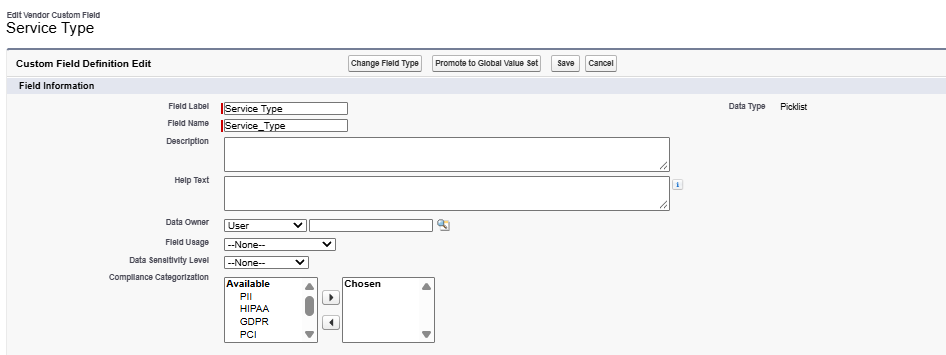 Edit Vendor Custom Field
Service Type
Custom Field Definition Edit
Change Field Type
Promote to Global Value Set
Save
Cancel
Field Information
Field Label
Service Type
Data Type
Picklist
Field Name
Service_Type
Description
Help Text
i
Data Owner
User
Field Usage
--None--
Data Sensitivity Level
--None--
Compliance Categorization
Available
PII
HIPAA
GDPR
PCI
Chosen